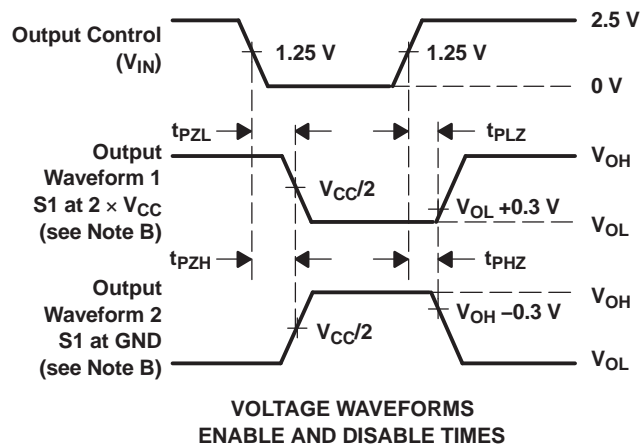 Output Control
(VIN)
1.25 V
1.25 V
2.5 V
0 V
tPZL
tPLZ
Output
Waveform 1
S1 at 2 × VCC
(see Note B)
VCC/2
VOL +0.3 V
VOH
VOL
tPZH
tPHZ
Output
Waveform 2
S1 at GND
(see Note B)
VCC/2
VOH −0.3 V
VOH
VOL
VOLTAGE WAVEFORMS
ENABLE AND DISABLE TIMES